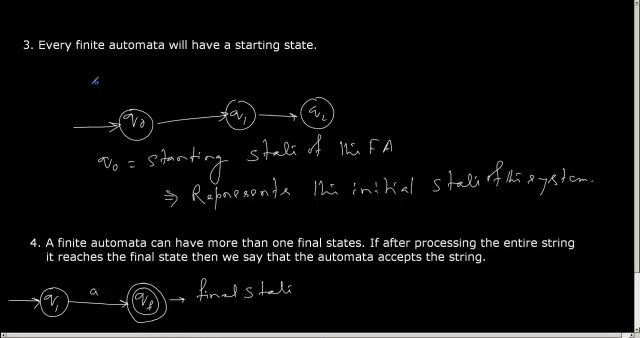 3. Every finite automata will have a starting state.
q0 q1 q2
q0 = starting state of the FA
⇒ Represents the initial state of the system.
4. A finite automata can have more than one final states. If after processing the entire string
it reaches the final state then we say that the automata accepts the string.
q1 a qf → final state